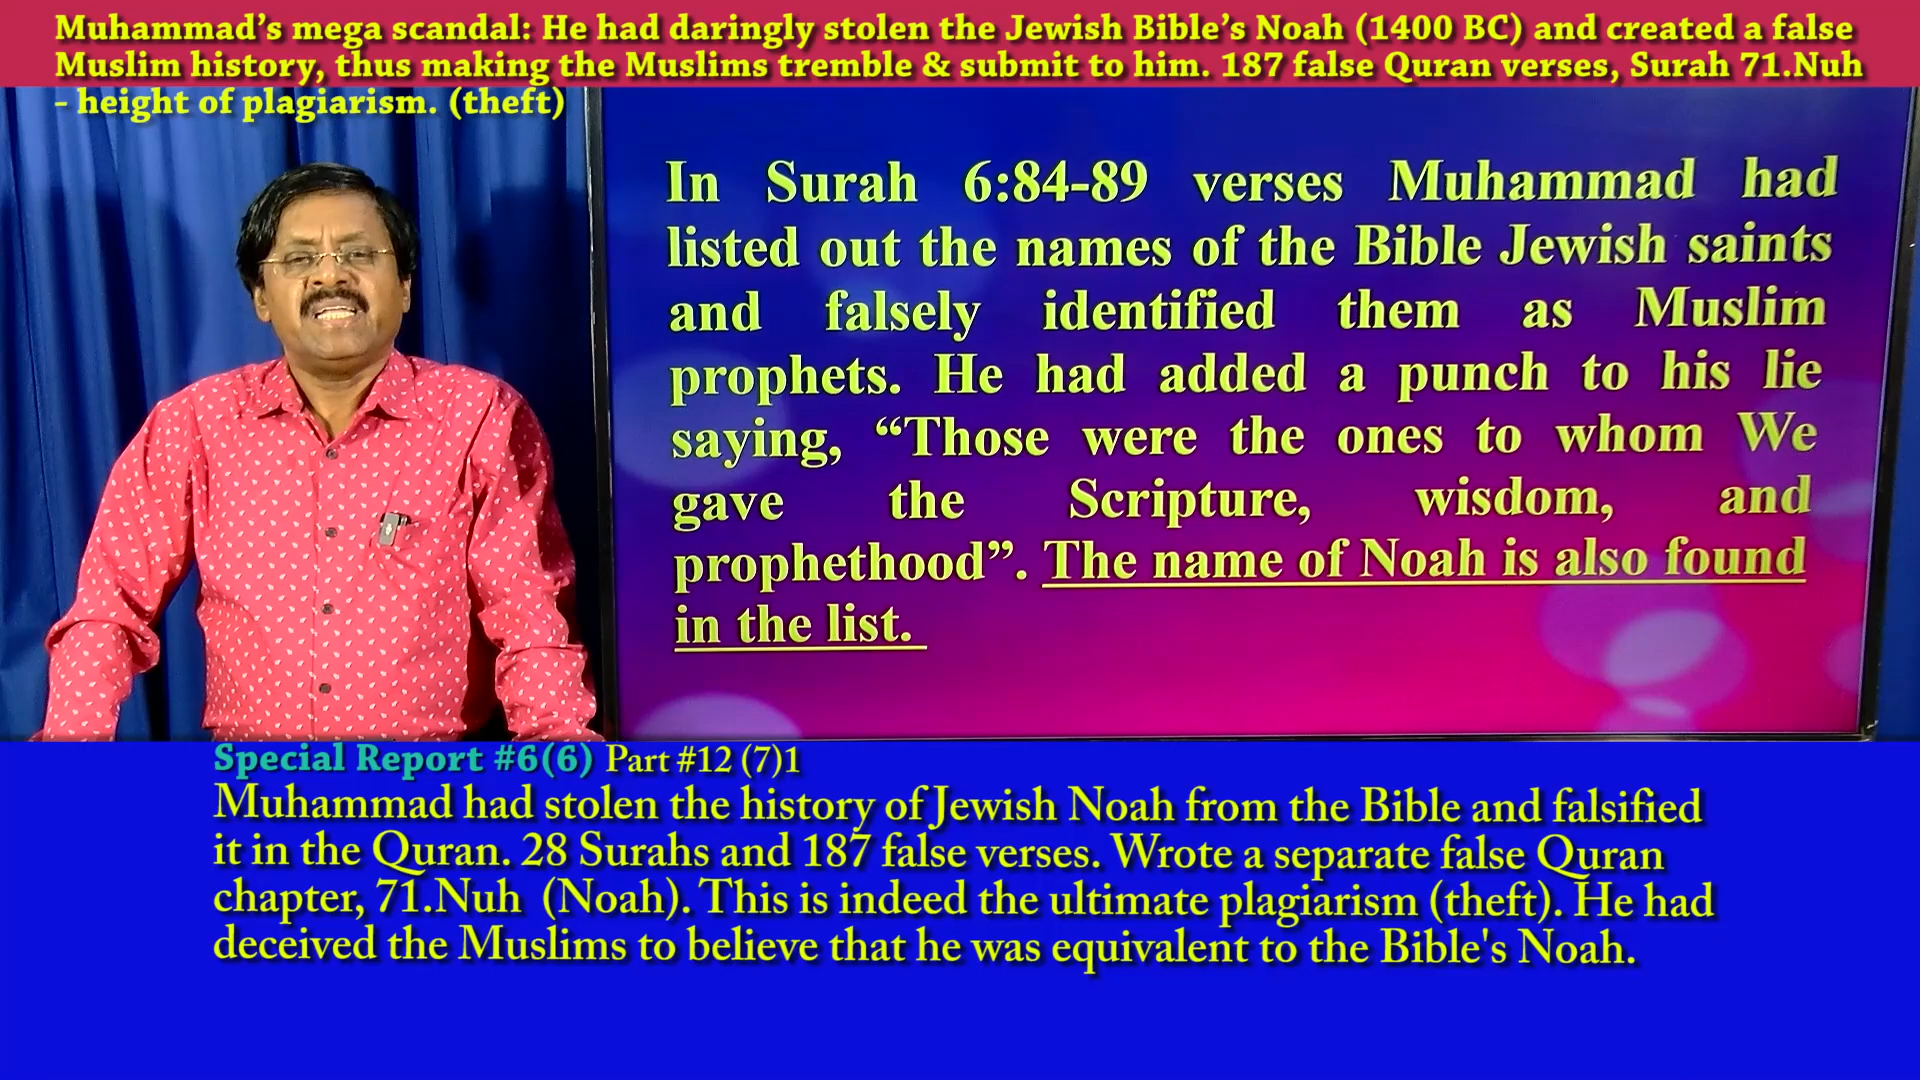 Muhammad’s mega scandal: He had daringly stolen the Jewish Bible’s Noah (1400 BC) and created a false
Muslim history, thus making the Muslims tremble & submit to him. 187 false Quran verses, Surah 71.Nuh
- height of plagiarism. (theft)
In Surah 6:84-89 verses Muhammad had
listed out the names of the Bible Jewish saints
and falsely identified them as Muslim
prophets. He had added a punch to his lie
saying, “Those were the ones to whom We
gave the Scripture, wisdom, and
prophethood”. The name of Noah is also found
in the list.
Special Report #6(6) Part #12 (7)1
Muhammad had stolen the history of Jewish Noah from the Bible and falsified
it in the Quran. 28 Surahs and 187 false verses. Wrote a separate false Quran
chapter, 71.Nuh (Noah). This is indeed the ultimate plagiarism (theft). He had
deceived the Muslims to believe that he was equivalent to the Bible's Noah.